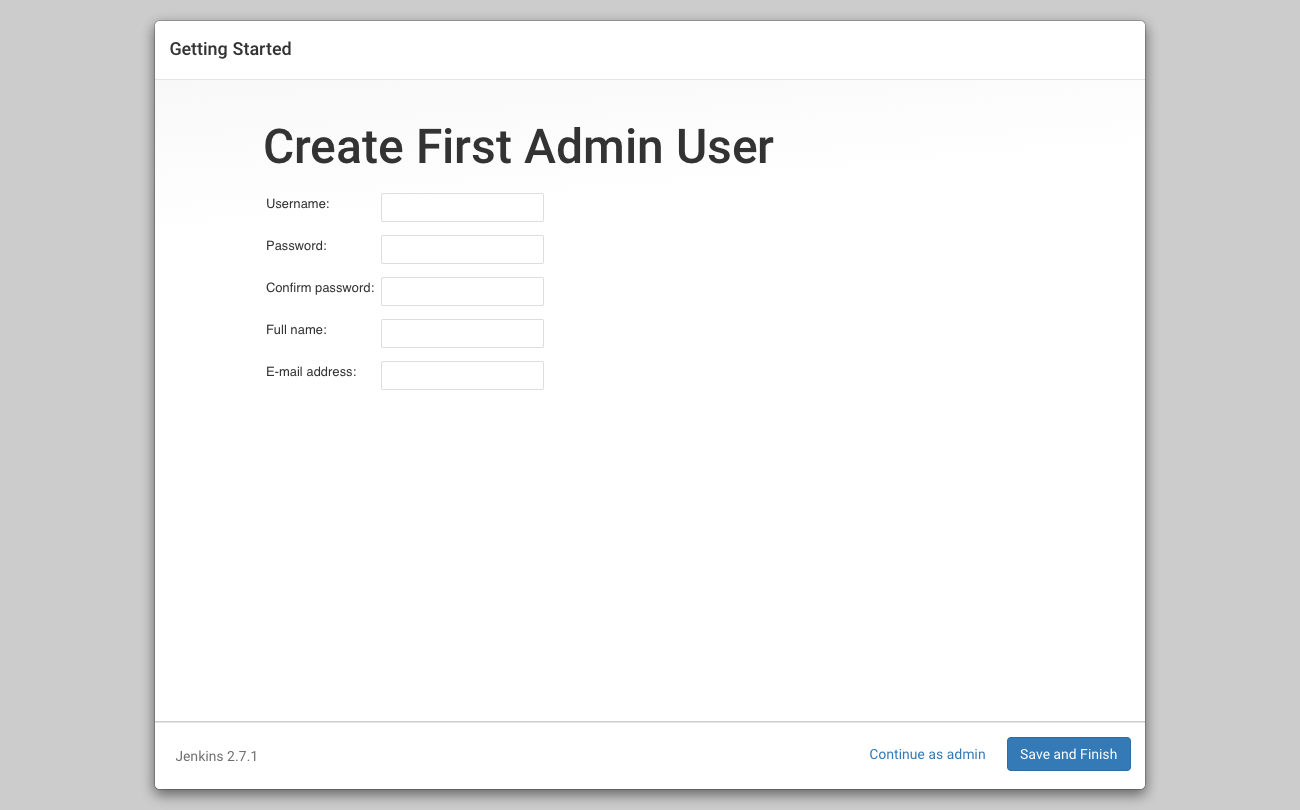 Getting Started
Create First Admin User
Username:
Password:
Confirm password:
Full name:
E-mail address:
Jenkins 2.7.1
Continue as admin
Save and Finish